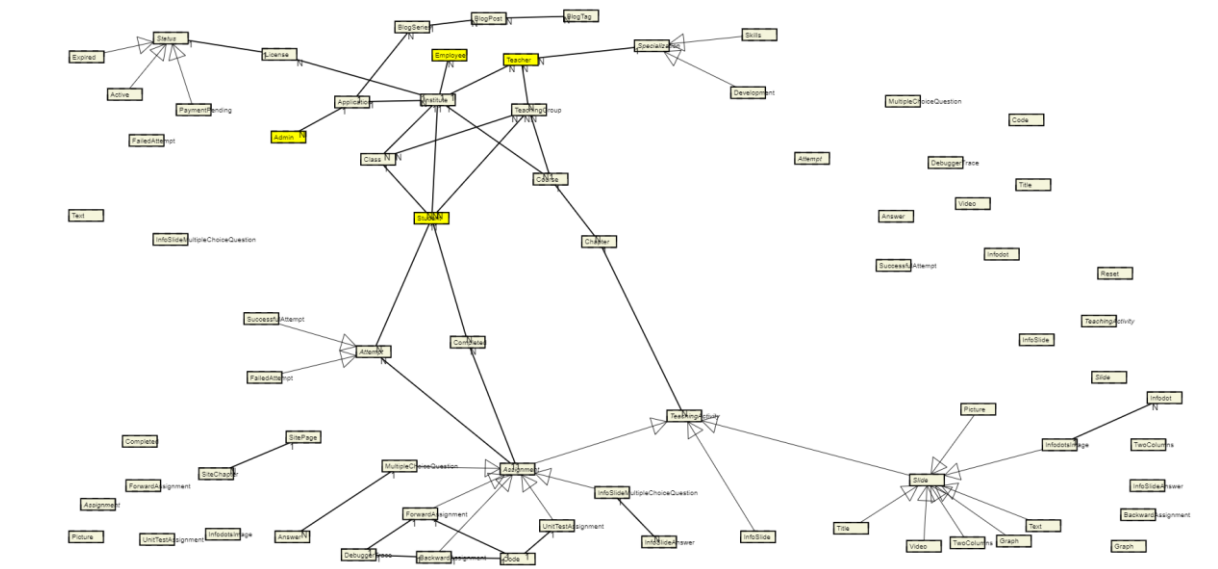 BlogPost
BlogTag
BlogSeries
Status
Skills
Specialization
Expired
License
Employee
Teacher
Active
Development
PaymentPending
Application
Institute
TeachingGroup
MultipleChoiceQuestion
Code
FailedAttempt
Admin
Class
Attempt
DebuggerTrace
Course
Title
Video
Text
Student
Answer
InfoSlideMultipleChoiceQuestion
Chapter
Infodot
SuccessfulAttempt
Reset
SuccessfulAttempt
TeachingActivity
Completed
InfoSlide
Attempt
FailedAttempt
Slide
Infodot
Picture
TeachingActivity
SitePage
Completed
InfodotsImage
TwoColumns
MultipleChoiceQuestion
Assignment
SiteChapter
Slide
ForwardAssignment
InfoSlideMultipleChoiceQuestion
InfoSlideAnswer
Assignment
ForwardAssignment
BackwardAssignment
UnitTestAssignment
Title
Text
Picture
UnitTestAssignment
InfodotsImage
Answer
InfoSlideAnswer
InfoSlide
Video
TwoColumns
Graph
Graph
DebuggerTrace
BackwardAssignment
Code